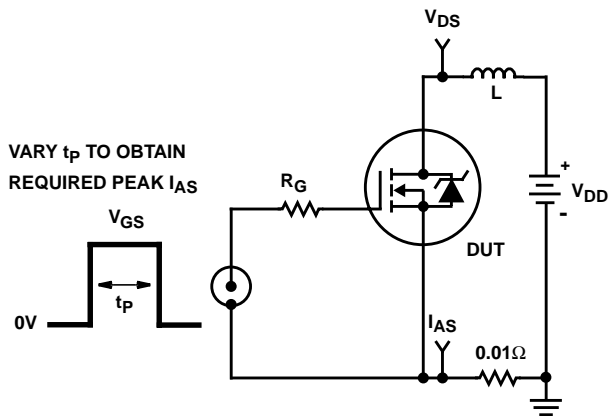 V_DS
L
VARY t_P TO OBTAIN
REQUIRED PEAK I_AS
R_G
+
V_DD
-
V_GS
DUT
t_P
0V
I_AS
0.01Ω